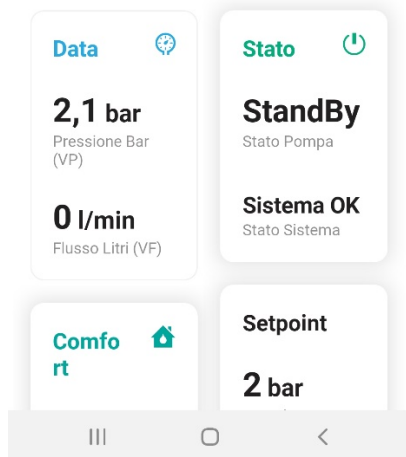 Data
2,1 bar
Pressione Bar
(VP)
0 l/min
Flusso Litri (VF)
Stato
StandBy
Stato Pompa
Sistema OK
Stato Sistema
Comfo
rt
Setpoint
2 bar